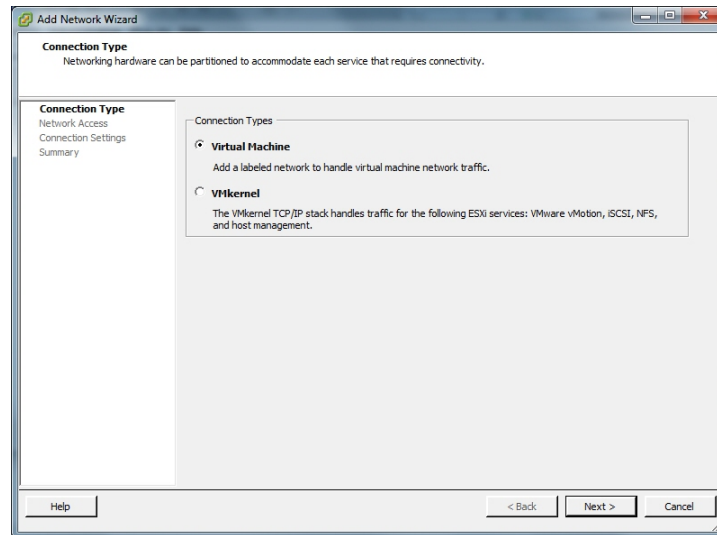 Add Network Wizard
Connection Type
Networking hardware can be partitioned to accommodate each service that requires connectivity.
Connection Type
Network Access
Connection Settings
Summary
Connection Types
Virtual Machine
Add a labeled network to handle virtual machine network traffic.
VMkernel
The VMkernel TCP/IP stack handles traffic for the following ESXi services: VMware vMotion, iSCSI, NFS,
and host management.
Help
< Back
Next >
Cancel